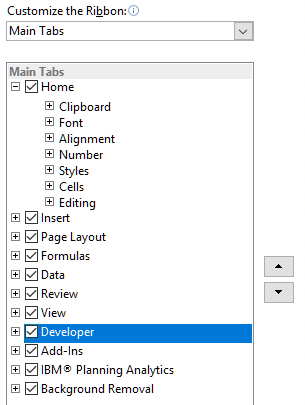 Customize the Ribbon:
Main Tabs
Main Tabs
Home
Clipboard
Font
Alignment
Number
Styles
Cells
Editing
Insert
Page Layout
Formulas
Data
Review
View
Developer
Add-Ins
IBM® Planning Analytics
Background Removal